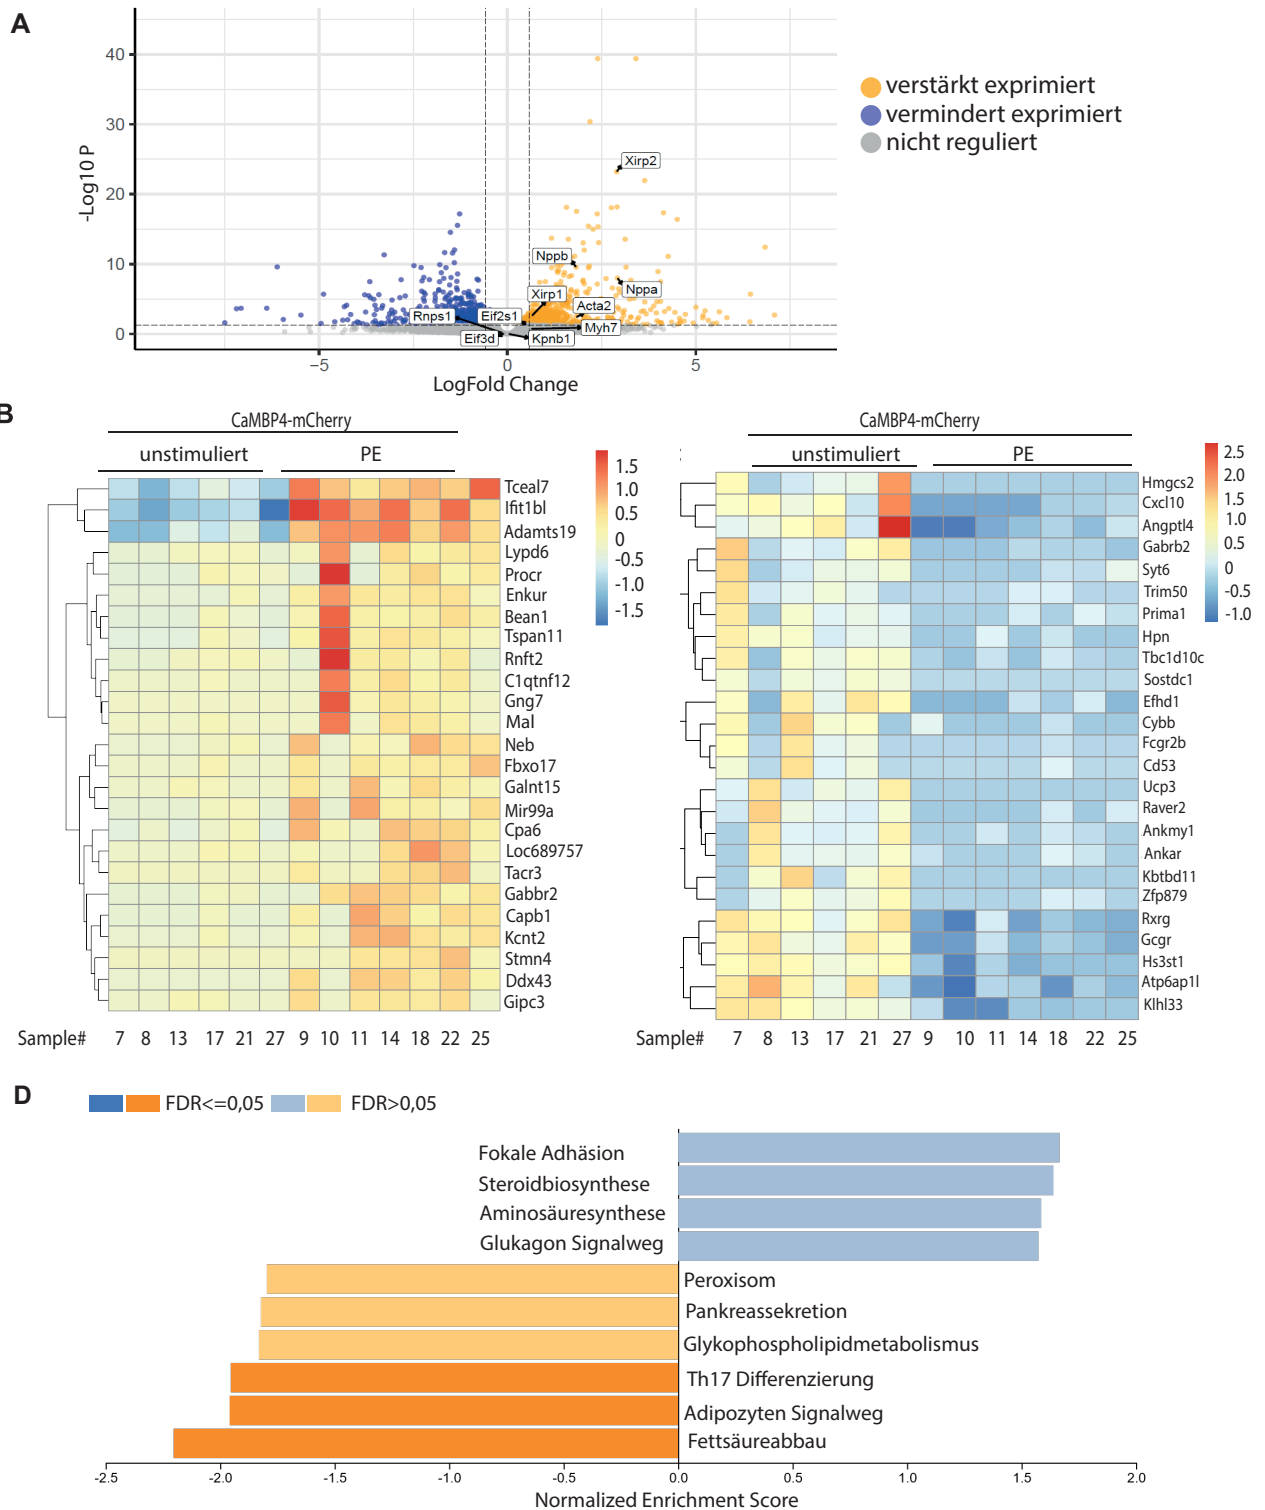 A
40
30
20
10
0
-Log10 P
−5
0
5
LogFold Change
Xirp2
Nppb
Nppa
Xirp1
Acta2
Rnps1
Eif2s1
Myh7
Eif3d
Kpnb1
verstärkt exprimiert
vermindert exprimiert
nicht reguliert
B
CaMBP4-mCherry
unstimuliert
PE
1.5
1.0
0.5
0
-0.5
-1.0
-1.5
Tceal7
Ifit1bl
Adamts19
Lypd6
Procr
Enkur
Bean1
Tspan11
Rnft2
C1qtnf12
Gng7
Mal
Neb
Fbxo17
Galnt15
Mir99a
Cpa6
Loc689757
Tacr3
Gabbr2
Capb1
Kcnt2
Stmn4
Ddx43
Gipc3
Sample# 7 8 13 17 21 27 9 10 11 14 18 22 25
CaMBP4-mCherry
unstimuliert
PE
2.5
2.0
1.5
1.0
0.5
0
-0.5
-1.0
Hmgcs2
Cxcl10
Angptl4
Gabrb2
Syt6
Trim50
Prima1
Hpn
Tbc1d10c
Sostdc1
Efhd1
Cybb
Fcgr2b
Cd53
Ucp3
Raver2
Ankmy1
Ankar
Kbtbd11
Zfp879
Rxrg
Gcgr
Hs3st1
Atp6ap1l
Klhl33
Sample# 7 8 13 17 21 27 9 10 11 14 18 22 25
D
FDR<=0,05
FDR>0,05
Fokale Adhäsion
Steroidbiosynthese
Aminosäuresynthese
Glukagon Signalweg
Peroxisom
Pankreassekretion
Glykophospholipidmetabolismus
Th17 Differenzierung
Adipozyten Signalweg
Fettsäureabbau
-2.5 -2.0 -1.5 -1.0 -0.5 0.0 0.5 1.0 1.5 2.0
Normalized Enrichment Score